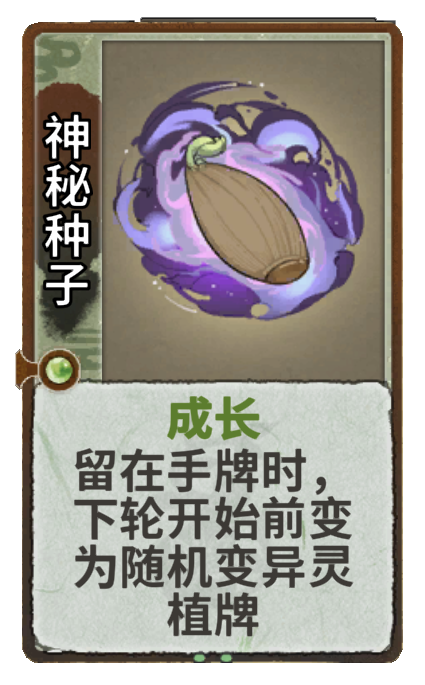 神秘种子
成长
留在手牌时，
下轮开始前变
为随机变异灵
植牌